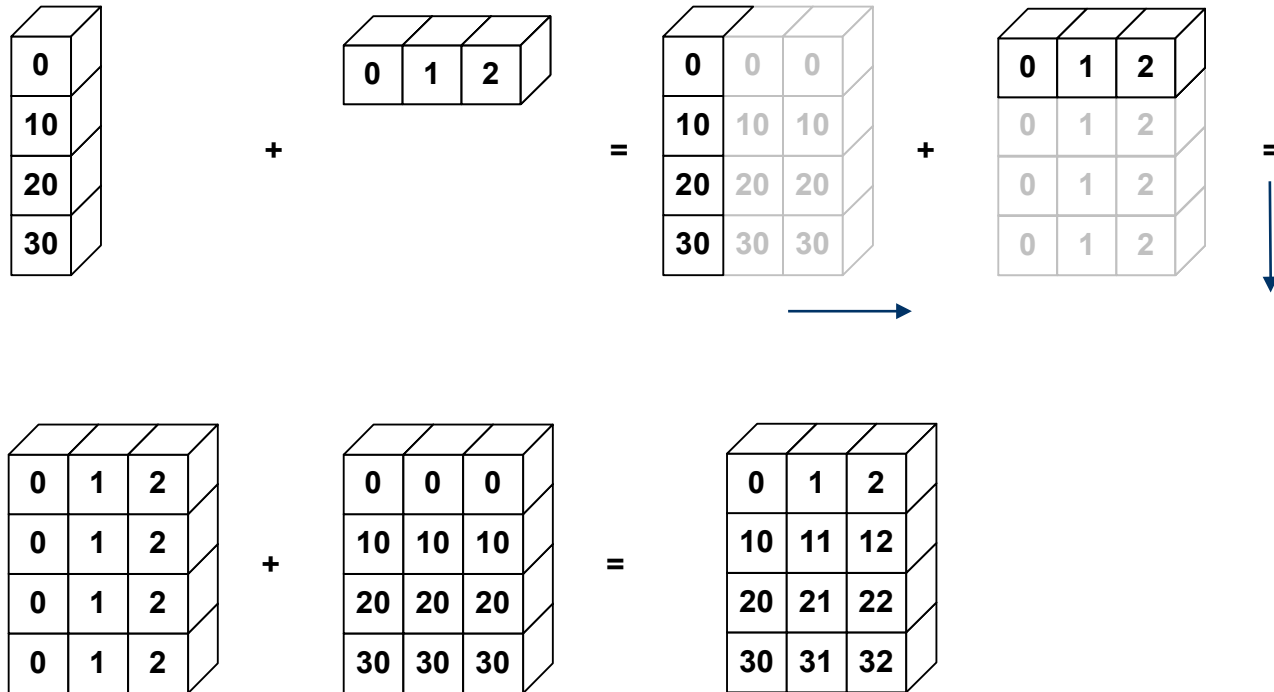 0 0 1 2 0 0 0 0 1 2
10 + = 10 10 10 + 0 1 2 =
20 20 20 20 0 1 2
30 30 30 30 0 1 2
0 1 2 0 0 0 0 1 2
0 1 2 + 10 10 10 = 10 11 12
0 1 2 20 20 20 20 21 22
0 1 2 30 30 30 30 31 32